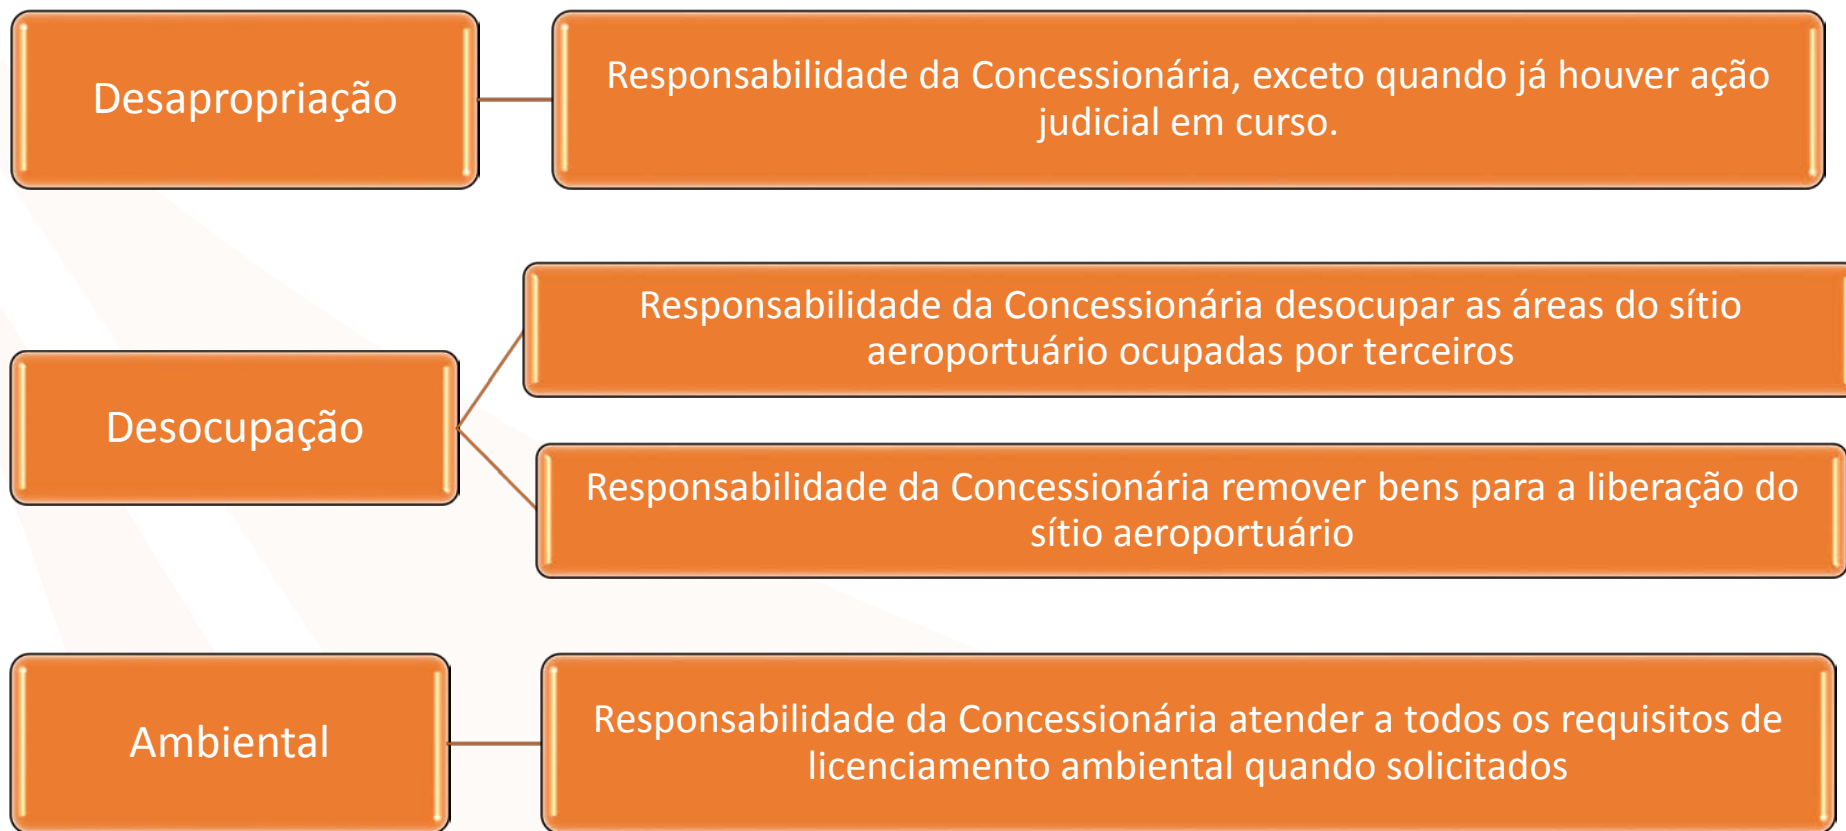 Desapropriação
Responsabilidade da Concessionária, exceto quando já houver ação
judicial em curso.
Desocupação
Responsabilidade da Concessionária desocupar as áreas do sítio
aeroportuário ocupadas por terceiros
Responsabilidade da Concessionária remover bens para a liberação do
sítio aeroportuário
Ambiental
Responsabilidade da Concessionária atender a todos os requisitos de
licenciamento ambiental quando solicitados